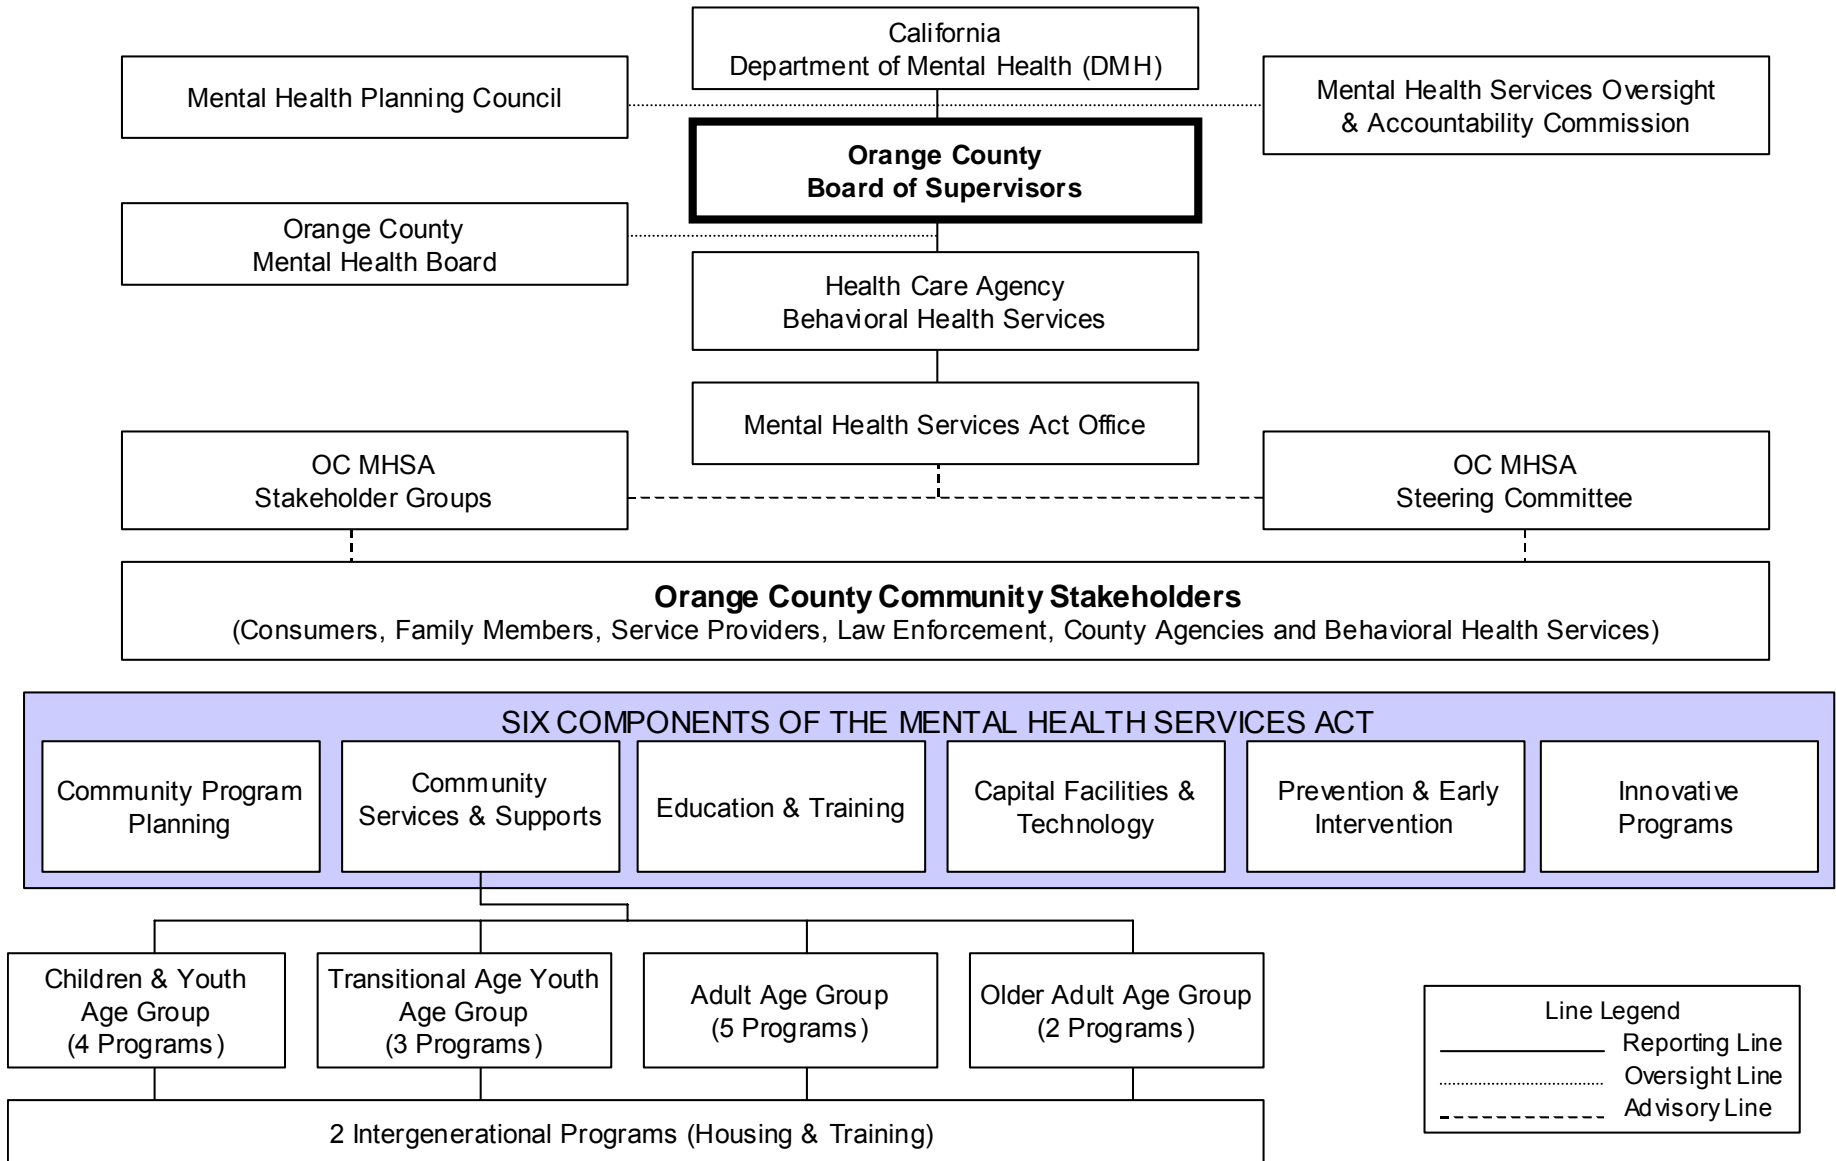 California
Department of Mental Health (DMH)
Mental Health Planning Council
Mental Health Services Oversight
& Accountability Commission
Orange County
Board of Supervisors
Orange County
Mental Health Board
Health Care Agency
Behavioral Health Services
Mental Health Services Act Office
OC MHSA
Stakeholder Groups
OC MHSA
Steering Committee
Orange County Community Stakeholders
(Consumers, Family Members, Service Providers, Law Enforcement, County Agencies and Behavioral Health Services)
SIX COMPONENTS OF THE MENTAL HEALTH SERVICES ACT
Community Program
Planning
Community
Services & Supports
Education & Training
Capital Facilities &
Technology
Prevention & Early
Intervention
Innovative
Programs
Children & Youth
Age Group
(4 Programs)
Transitional Age Youth
Age Group
(3 Programs)
Adult Age Group
(5 Programs)
Older Adult Age Group
(2 Programs)
2 Intergenerational Programs (Housing & Training)
Line Legend
Reporting Line
Oversight Line
Advisory Line